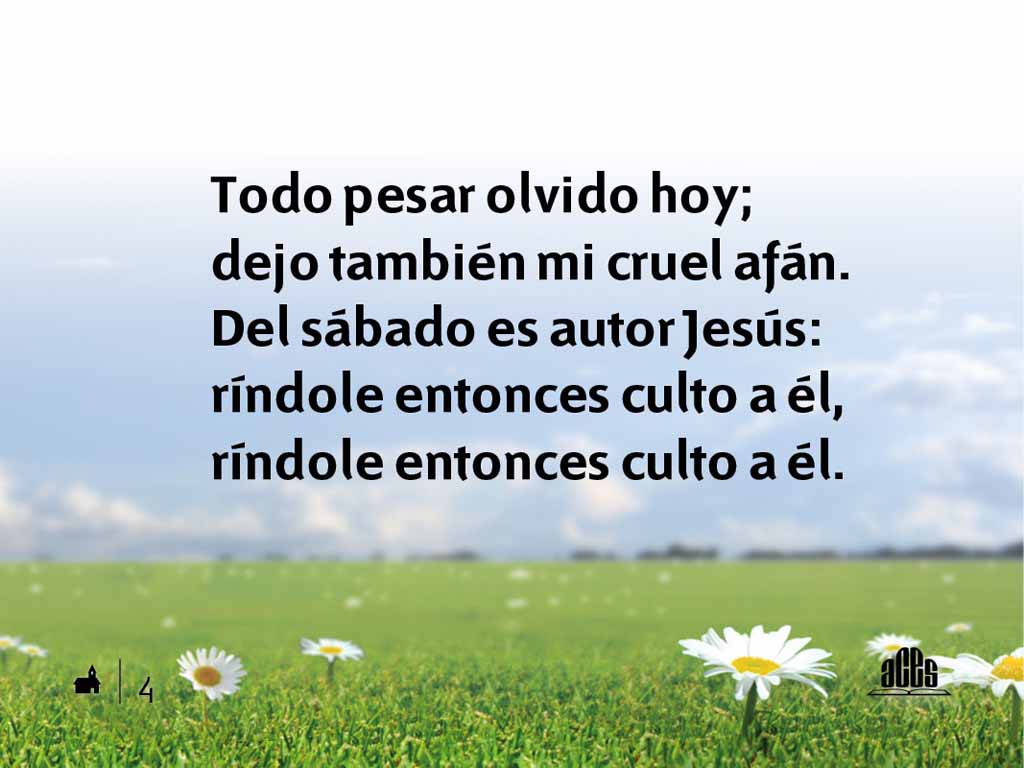 Todo pesar olvido hoy;
dejo también mi cruel afán.
Del sábado es autor Jesús:
ríndole entonces culto a él,
ríndole entonces culto a él.
4
aces